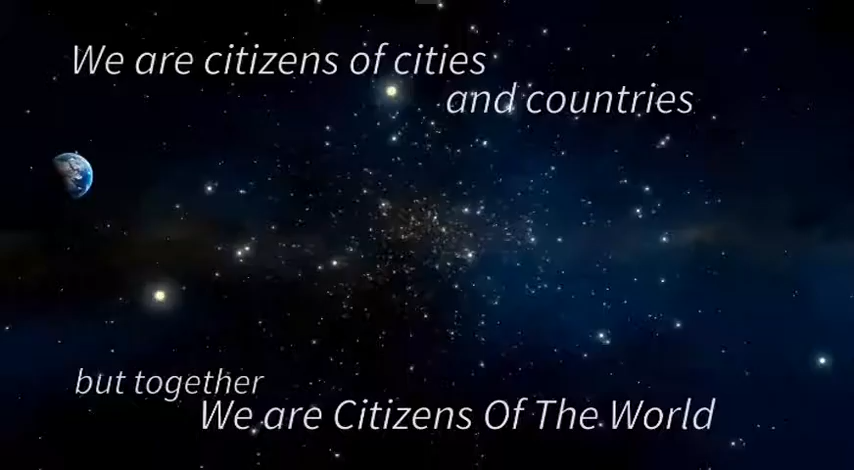 We are citizens of cities
and countries
but together
We are Citizens Of The World